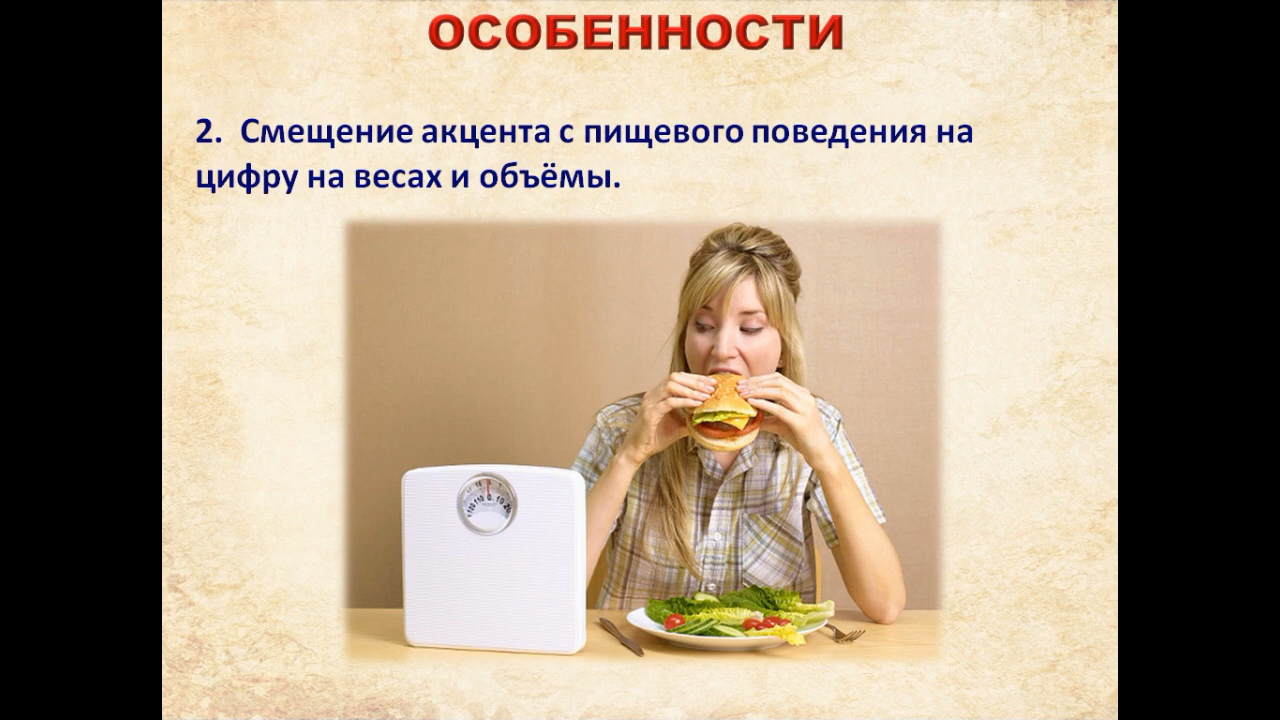 ОСОБЕННОСТИ
2. Смещение акцента с пищевого поведения на
цифру на весах и объёмы.